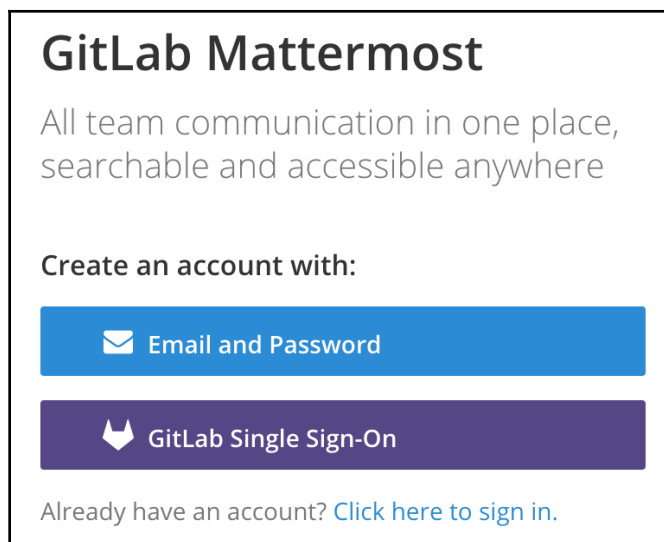 GitLab Mattermost
All team communication in one place,
searchable and accessible anywhere
Create an account with:
Email and Password
GitLab Single Sign-On
Already have an account? Click here to sign in.